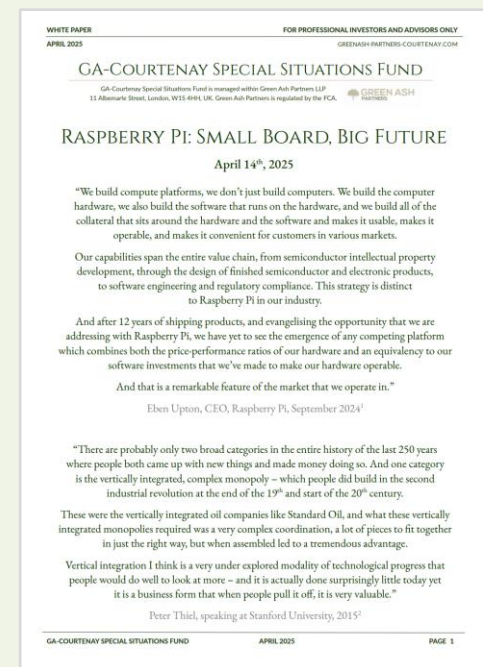 WHITE PAPER
FOR PROFESSIONAL INVESTORS AND ADVISORS ONLY
APRIL 2025
GREENASH-PARTNERS-COURTENAY.COM
GA-COURTENAY SPECIAL SITUATIONS FUND
GA-Courtenay Special Situations Fund is managed within Green Ash Partners LLP
11 Albemarle Street, London, W1S 4HH, UK. Green Ash Partners is regulated by the FCA.
GREEN ASH
PARTNERS
RASPBERRY PI: SMALL BOARD, BIG FUTURE
April 14th, 2025
“We build compute platforms, we don’t just build computers. We build the computer
hardware, we also build the software that runs on the hardware, and we build all of the
collateral that sits around the hardware and the software and makes it usable, makes it
operable, and makes it convenient for customers in various markets.
Our capabilities span the entire value chain, from semiconductor intellectual property
development, through the design of finished semiconductor and electronic products,
to software engineering and regulatory compliance. This strategy is distinct
to Raspberry Pi in our industry.
And after 12 years of shipping products, and evangelising the opportunity that we are
addressing with Raspberry Pi, we have yet to see the emergence of any competing platform
which combines both the price-performance ratios of our hardware and an equivalency to our
software investments that we’ve made to make our hardware operable.
And that is a remarkable feature of the market that we operate in.”
Eben Upton, CEO, Raspberry Pi, September 2024¹
“There are probably only two broad categories in the entire history of the last 250 years
where people both came up with new things and made money doing so. And one category
is the vertically integrated, complex monopoly – which people did build in the second
industrial revolution at the end of the 19th and start of the 20th century.
These were the vertically integrated oil companies like Standard Oil, and what these vertically
integrated monopolies required was a very complex coordination, a lot of pieces to fit together
in just the right way, but when assembled led to a tremendous advantage.
Vertical integration I think is a very under explored modality of technological progress that
people would do well to look at more – and it is actually done surprisingly little today yet
it is a business form that when people pull it off, it is very valuable.”
Peter Thiel, speaking at Stanford University, 2015²
GA-COURTENAY SPECIAL SITUATIONS FUND
APRIL 2025
PAGE 1